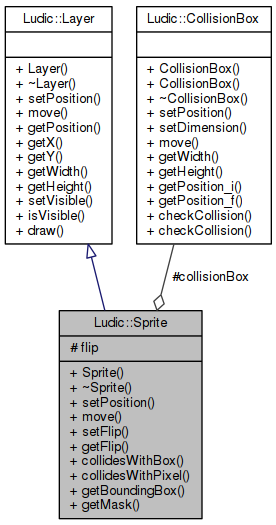 Ludic::Layer
+ Layer()
+ ~Layer()
+ setPosition()
+ move()
+ getPosition()
+ getX()
+ getY()
+ getWidth()
+ getHeight()
+ setVisible()
+ isVisible()
+ draw()
Ludic::CollisionBox
+ CollisionBox()
+ CollisionBox()
+ ~CollisionBox()
+ setPosition()
+ setDimension()
+ move()
+ getWidth()
+ getHeight()
+ getPosition_i()
+ getPosition_f()
+ checkCollision()
+ checkCollision()
#collisionBox
Ludic::Sprite
# flip
+ Sprite()
+ ~Sprite()
+ setPosition()
+ move()
+ setFlip()
+ getFlip()
+ collidesWithBox()
+ collidesWithPixel()
+ getBoundingBox()
+ getMask()